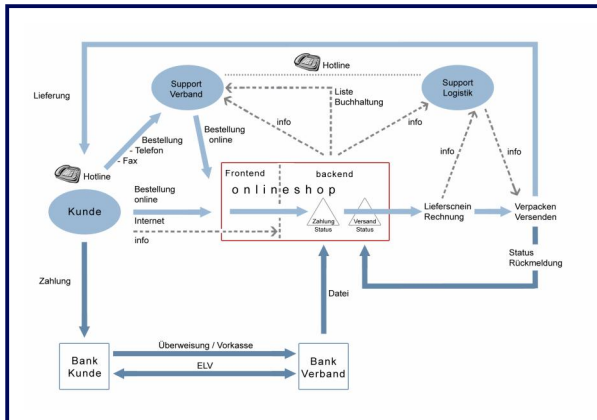 Hotline
Support
Verband
Support
Logistik
Liste
Buchhaltung
Lieferung
info
info
Bestellung
- Telefon
- Fax
Bestellung
online
info
info
Hotline
Frontend
backend
onlineshop
Kunde
Bestellung
online
Internet
info
Zahlung
Status
Versand
Status
Lieferscnein
Rechnung
Verpacken
Versenden
Status
Rückmeldung
Zahlung
Datei
Überweisung / Vorkasse
ELV
Bank
Kunde
Bank
Verband